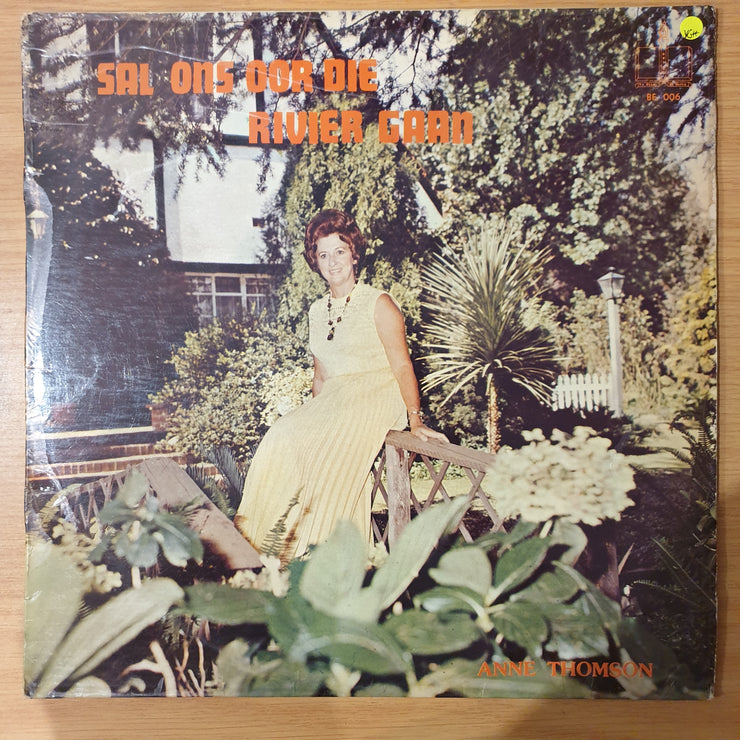 SAL ONS OOR DIE
RIVIER GAAN
BE 006
ANNE THOMSON